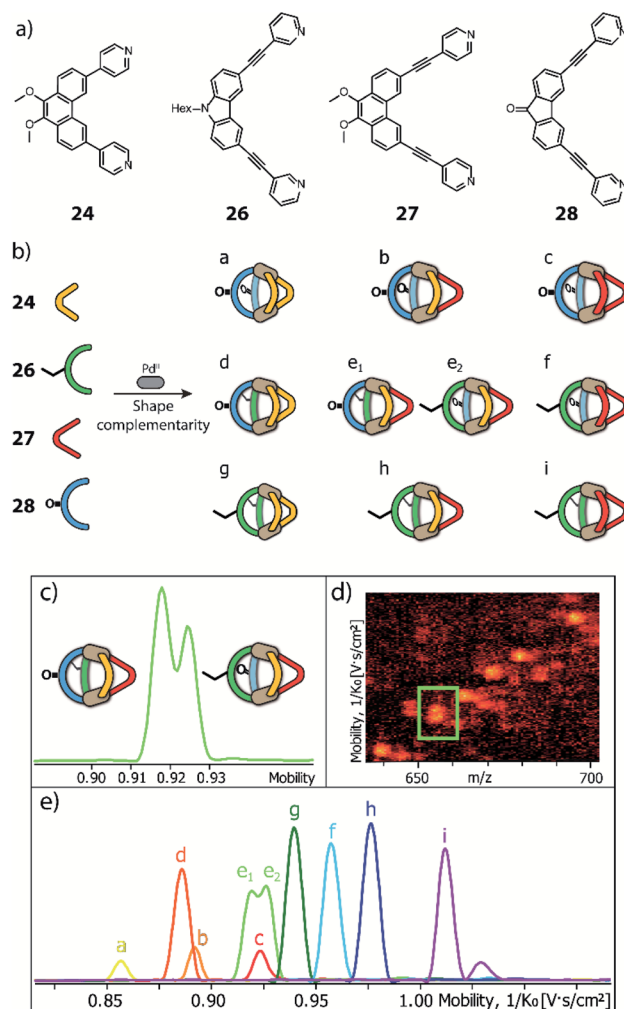 a)
N
N
N
N
O
O
Hex-N
O
O
O
N
N
N
N
24
26
27
28
b)
a
b
c
24
O
O
O
O
O
26
Pd^II
d
e₁
e₂
f
Shape
complementarity
O
O
O
27
g
h
i
28
O
c)
d)
O
O
0.90 0.91 0.92 0.93 Mobility
Mobility, 1/K₀[V·s/cm²]
650 m/z 700
e)
g
h
f
i
d
e₁
e₂
b
c
a
0.85 0.90 0.95 1.00 Mobility, 1/K₀[V·s/cm²]